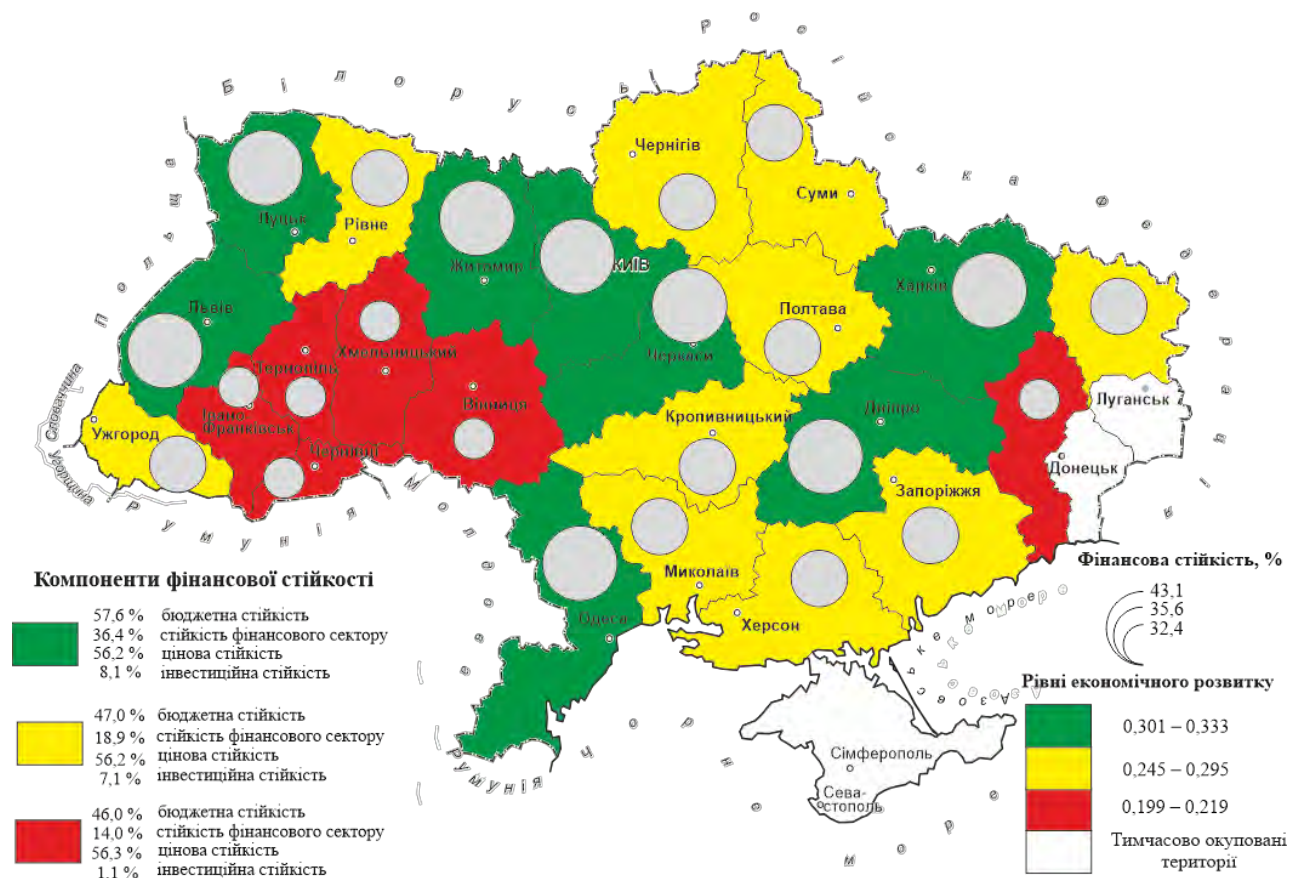 Білорусь
Російська Федерація
Польща
Словаччина
Угорщина
Румунія
Молдова
Румунія
Чорне море
Азовське море
Чернігів
Суми
Луцьк
Рівне
Житомир
КИЇВ
Львів
Хмельницький
Тернопіль
Івано-
Франківськ
Вінниця
Чернівці
Ужгород
Черкаси
Полтава
Харків
Кропивницький
Дніпро
Луганськ
Донецьк
Запоріжжя
Миколаїв
Херсон
Одеса
Сімферополь
Сева-
стополь
Компоненти фінансової стійкості
57,6 % бюджетна стійкість
36,4 % стійкість фінансового сектору
56,2 % цінова стійкість
8,1 % інвестиційна стійкість
47,0 % бюджетна стійкість
18,9 % стійкість фінансового сектору
56,2 % цінова стійкість
7,1 % інвестиційна стійкість
46,0 % бюджетна стійкість
14,0 % стійкість фінансового сектору
56,3 % цінова стійкість
1,1 % інвестиційна стійкість
Фінансова стійкість, %
43,1
35,6
32,4
Рівні економічного розвитку
0,301 – 0,333
0,245 – 0,295
0,199 – 0,219
Тимчасово окуповані
території